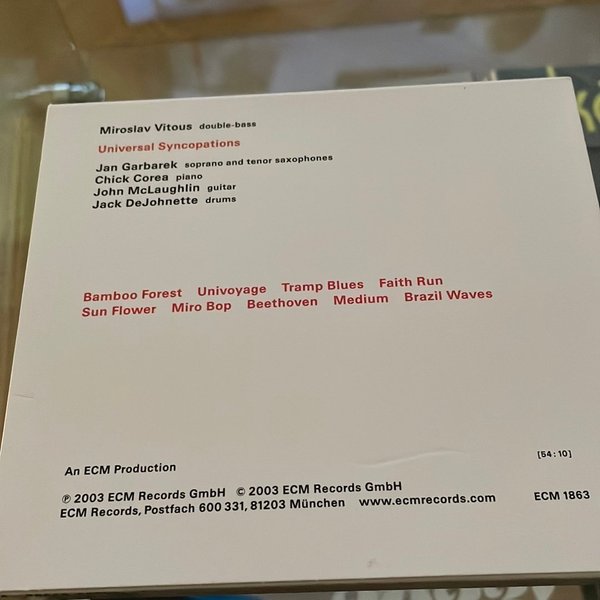 Miroslav Vitous double-bass
Universal Syncopations
Jan Garbarek soprano and tenor saxophones
Chick Corea piano
John McLaughlin guitar
Jack DeJohnette drums
Bamboo Forest Univoyage Tramp Blues Faith Run
Sun Flower Miro Bop Beethoven Medium Brazil Waves
An ECM Production
[54:10]
℗ 2003 ECM Records GmbH © 2003 ECM Records GmbH
ECM Records, Postfach 600 331, 81203 München www.ecmrecords.com
ECM 1863